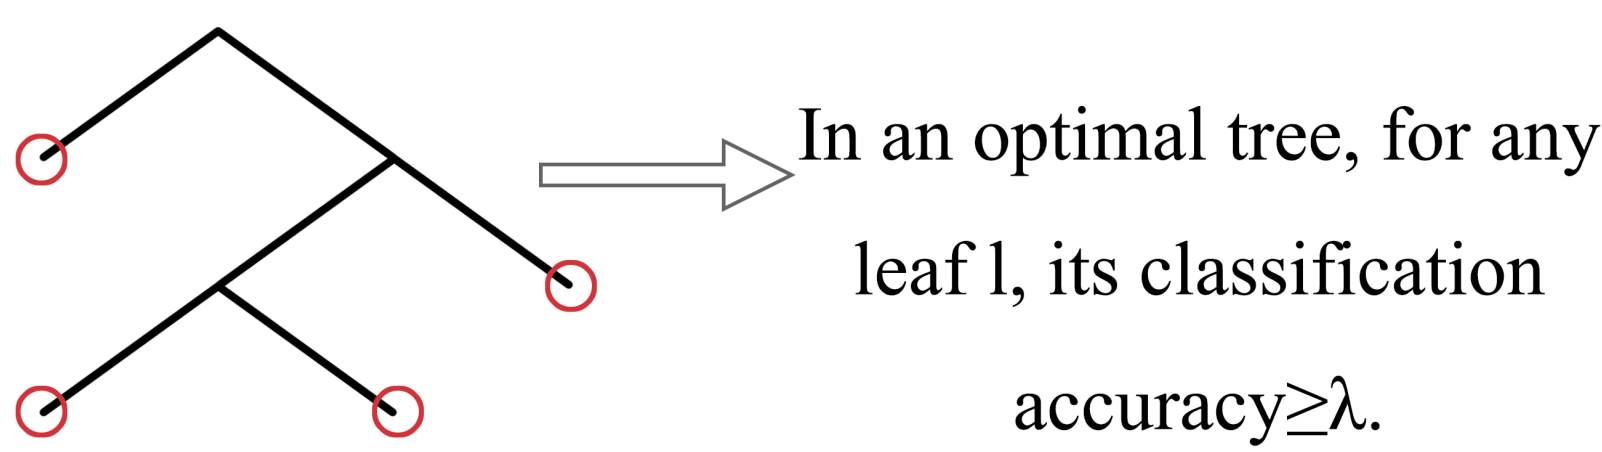 In an optimal tree, for any
leaf l, its classification
accuracy≥λ.